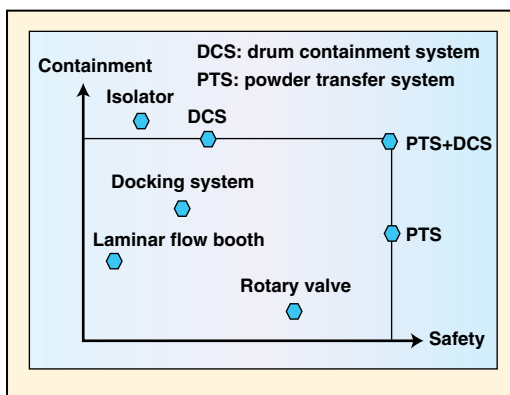 DCS: drum containment system
PTS: powder transfer system
Containment
Isolator
DCS
PTS+DCS
Docking system
PTS
Laminar flow booth
Rotary valve
Safety